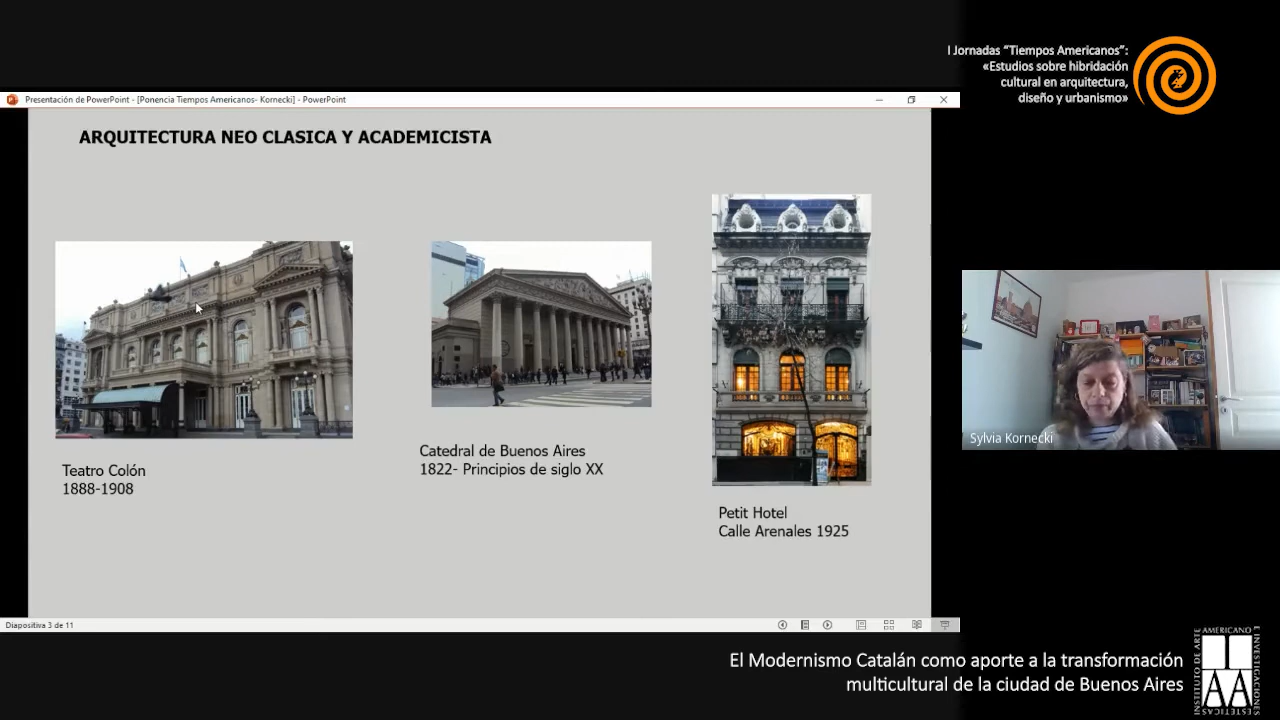 I Jornadas “Tiempos Americanos”:
«Estudios sobre hibridación
cultural en arquitectura,
diseño y urbanismo»
Presentación de PowerPoint - [Ponencia Tiempos Americanos- Kornecki] - PowerPoint
ARQUITECTURA NEO CLASICA Y ACADEMICISTA
Teatro Colón
1888-1908
Catedral de Buenos Aires
1822- Principios de siglo XX
Petit Hotel
Calle Arenales 1925
Sylvia Kornecki
Diapositiva 3 de 11
El Modernismo Catalán como aporte a la transformación
multicultural de la ciudad de Buenos Aires
INSTITUTO DE ARTE
AMERICANO
E INVESTIGACIONES
ESTETICAS
IAA